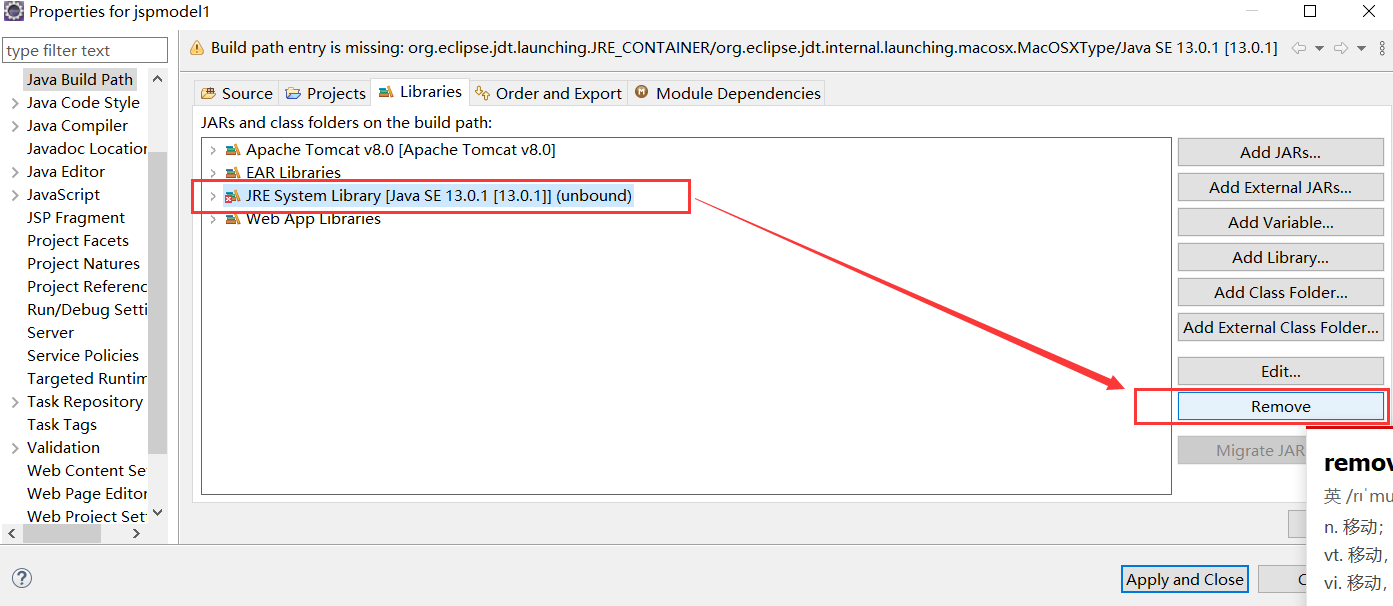 Properties for jspmodel1
type filter text
Build path entry is missing: org.eclipse.jdt.launching.JRE_CONTAINER/org.eclipse.jdt.internal.launching.macosx.MacOSXType/Java SE 13.0.1 [13.0.1]
Java Build Path
Java Code Style
Java Compiler
Javadoc Location
Java Editor
JavaScript
JSP Fragment
Project Facets
Project Natures
Project Referenc
Run/Debug Setti
Server
Service Policies
Targeted Runtim
Task Repository
Task Tags
Validation
Web Content Se
Web Page Editor
Web Project Set
Source
Projects
Libraries
Order and Export
Module Dependencies
JARs and class folders on the build path:
Apache Tomcat v8.0 [Apache Tomcat v8.0]
EAR Libraries
JRE System Library [Java SE 13.0.1 [13.0.1]] (unbound)
Web App Libraries
Add JARs...
Add External JARs...
Add Variable...
Add Library...
Add Class Folder...
Add External Class Folder...
Edit...
Remove
Migrate JAR
remov
英 /rɪˈmu
n. 移动;
vt. 移动,
vi. 移动,
Apply and Close